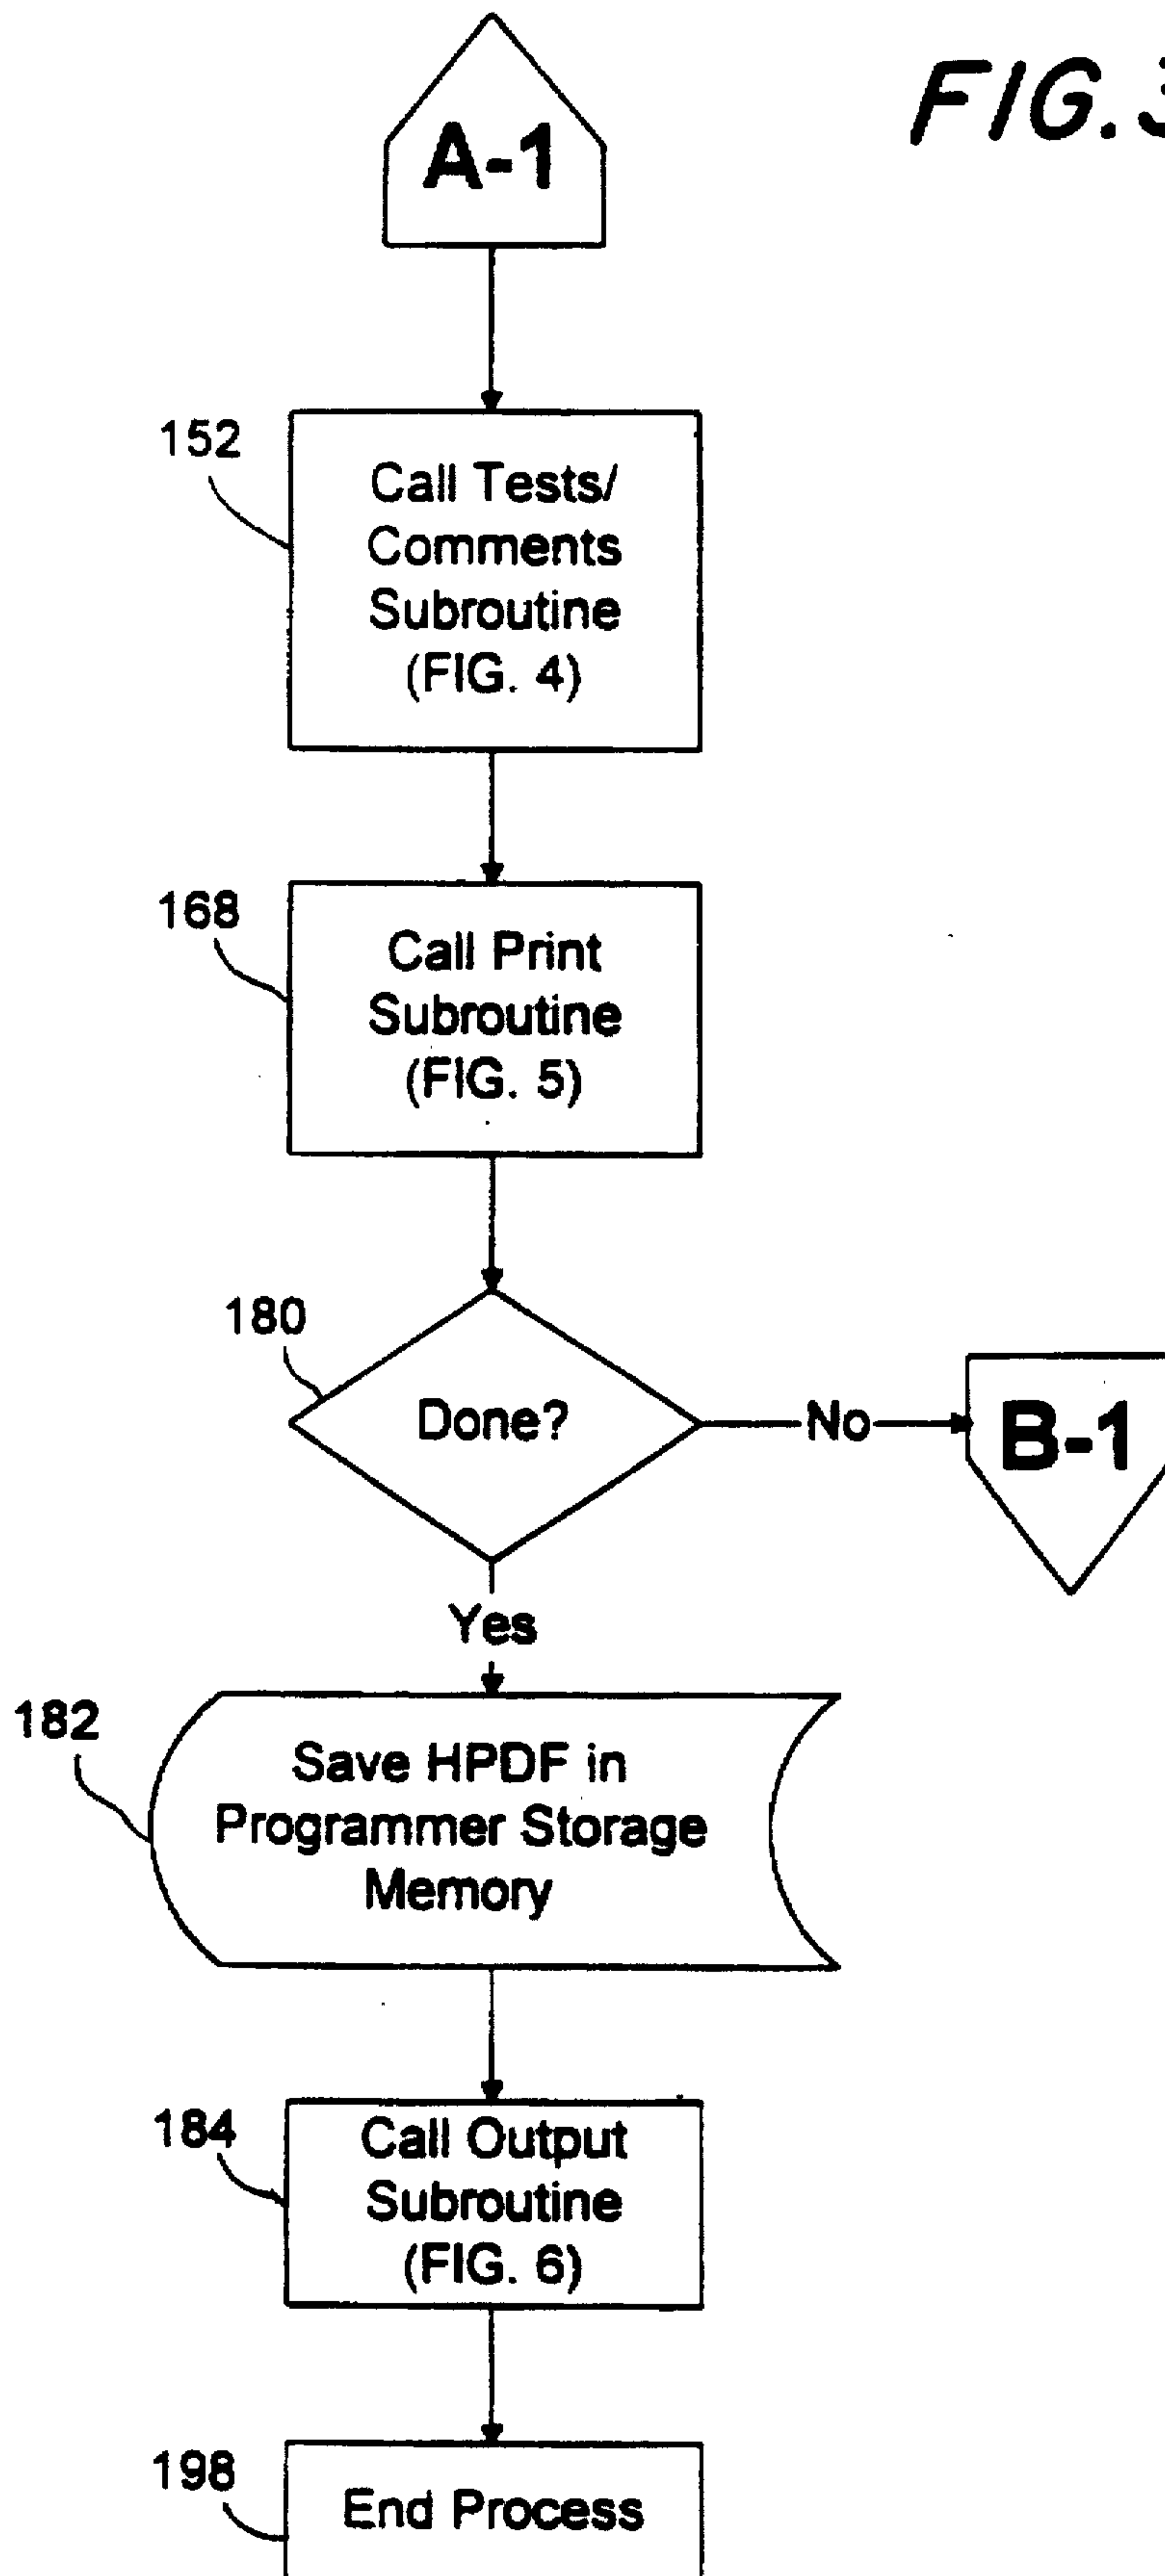 FIG. 3
A-1
152
Call Tests/
Comments
Subroutine
(FIG. 4)
168
Call Print
Subroutine
(FIG. 5)
180
Done?
No
B-1
Yes
182
Save HPDF in
Programmer Storage
Memory
184
Call Output
Subroutine
(FIG. 6)
198
End Process